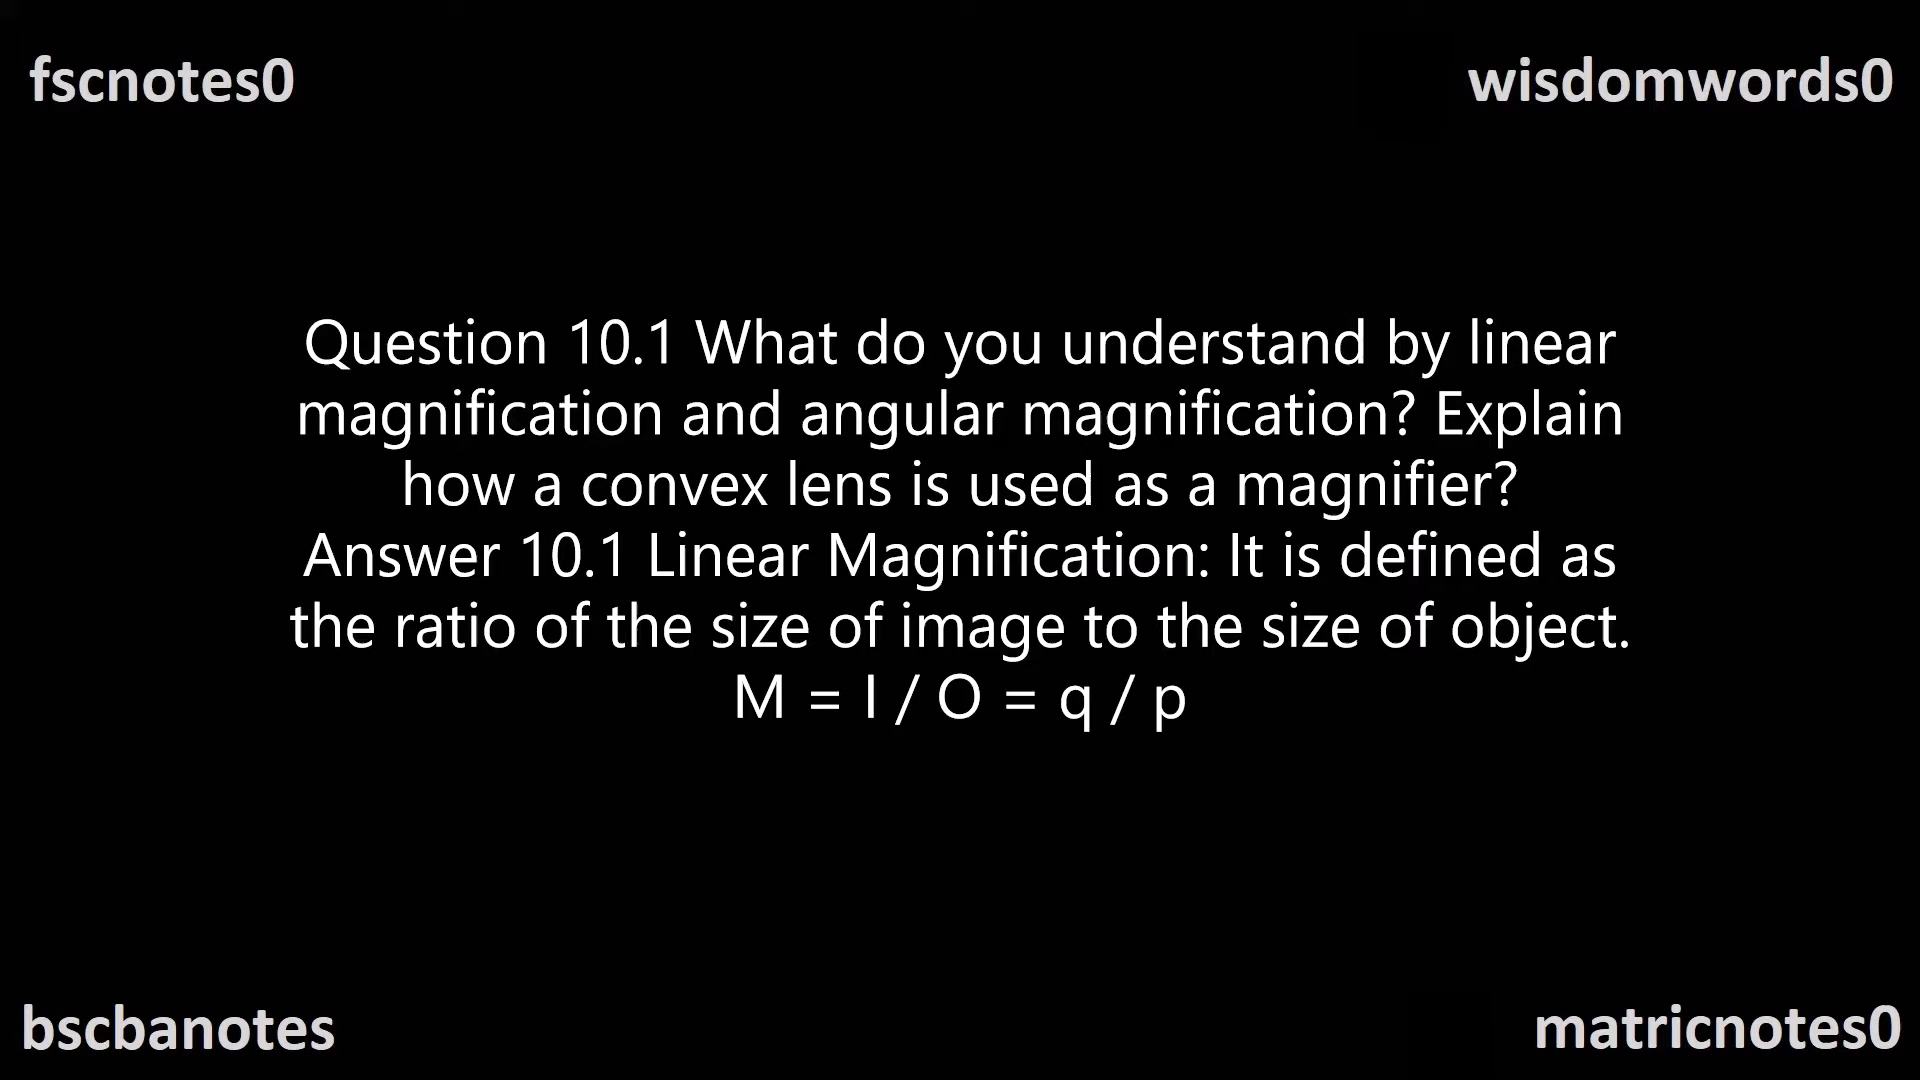 fscnotes0
wisdomwords0
Question 10.1 What do you understand by linear
magnification and angular magnification? Explain
how a convex lens is used as a magnifier?
Answer 10.1 Linear Magnification: It is defined as
the ratio of the size of image to the size of object.
M = I / O = q / p
bscbanotes
matricnotes0